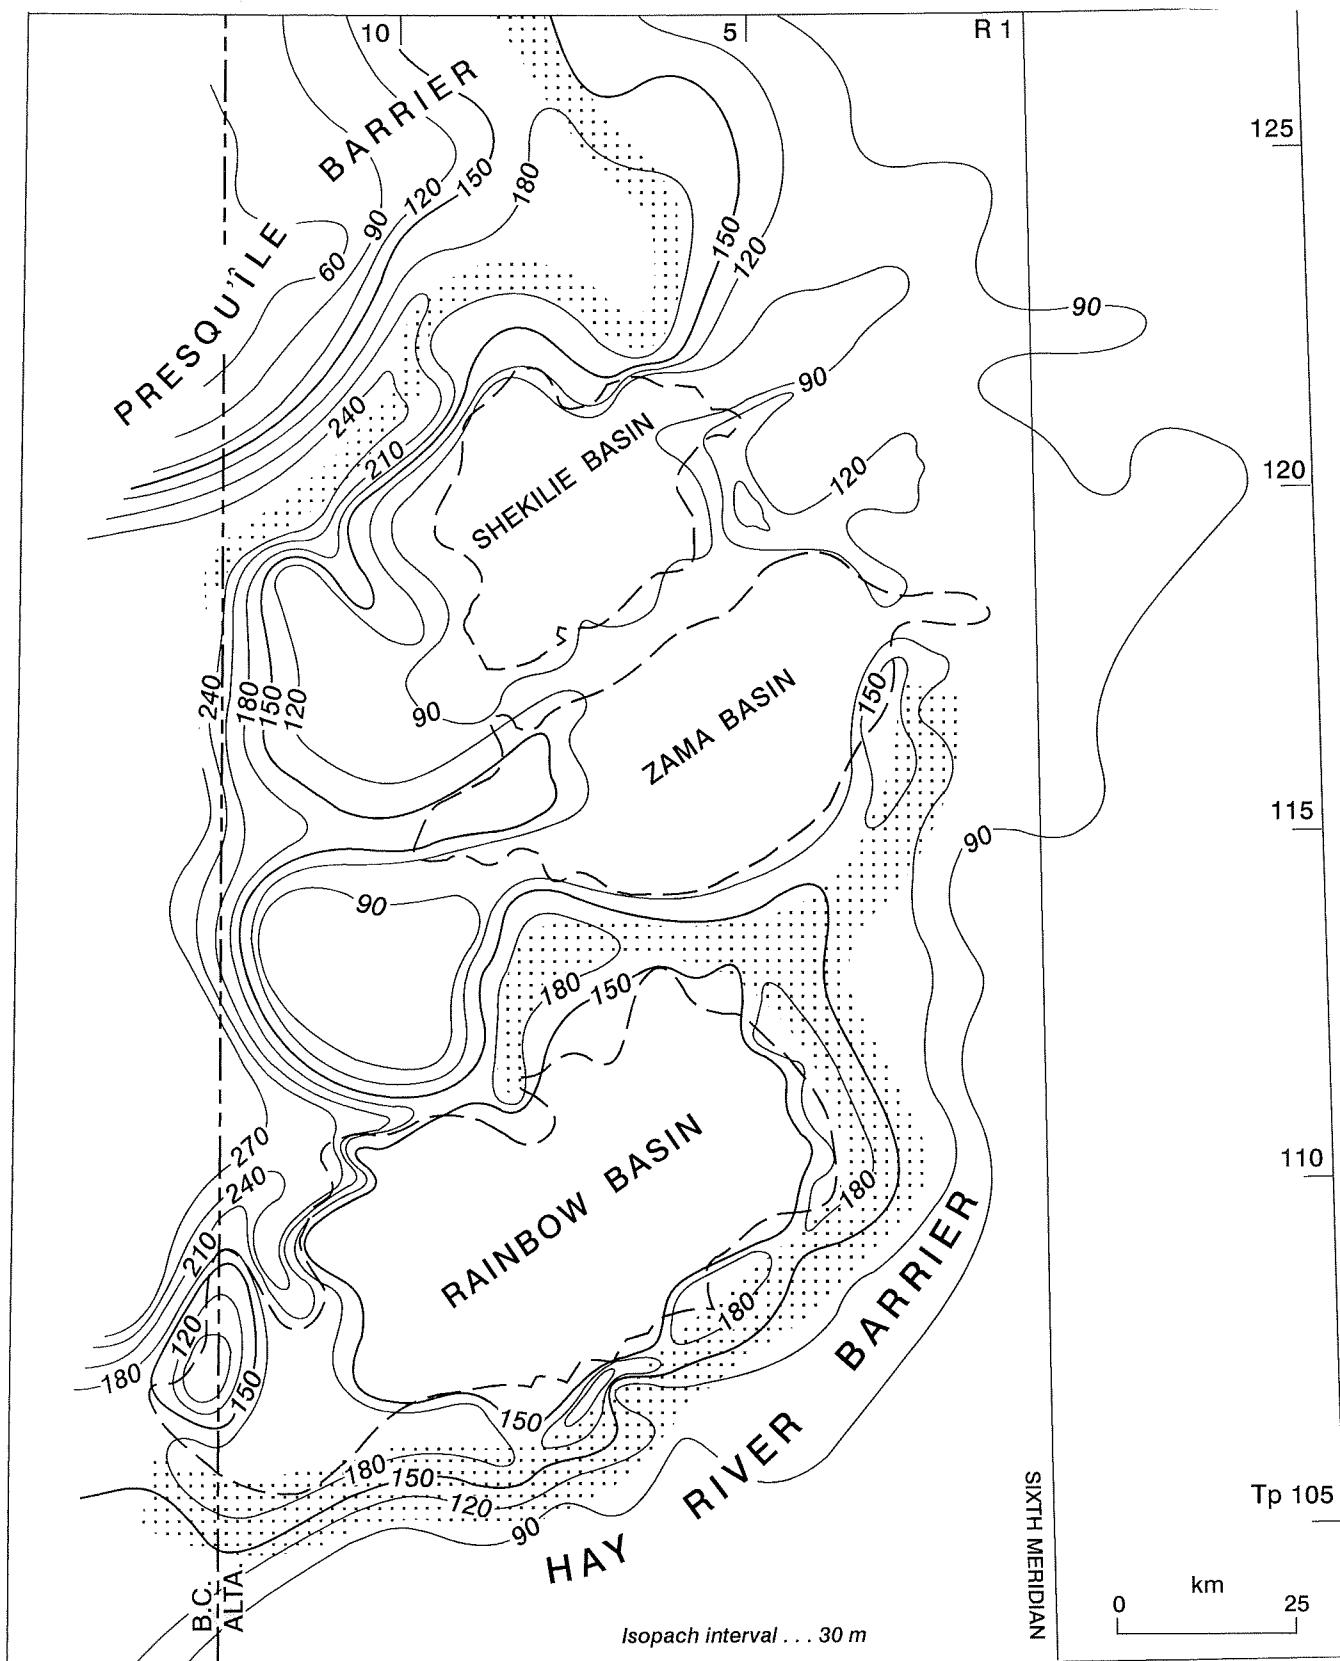 10
5
R 1
BARRIER
125
150
120
180
90
PRESQU'ÎLE
60
150
120
90
240
210
90
SHEKILIE BASIN
120
120
240
180
150
120
90
ZAMA BASIN
150
115
90
90
180
150
270
240
210
RAINBOW BASIN
110
180
180
120
180
150
150
BARRIER
RIVER
HAY
180
150
120
90
SIXTH MERIDIAN
Tp 105
B.C.
ALTA.
km
0
25
Isopach interval . . . 30 m